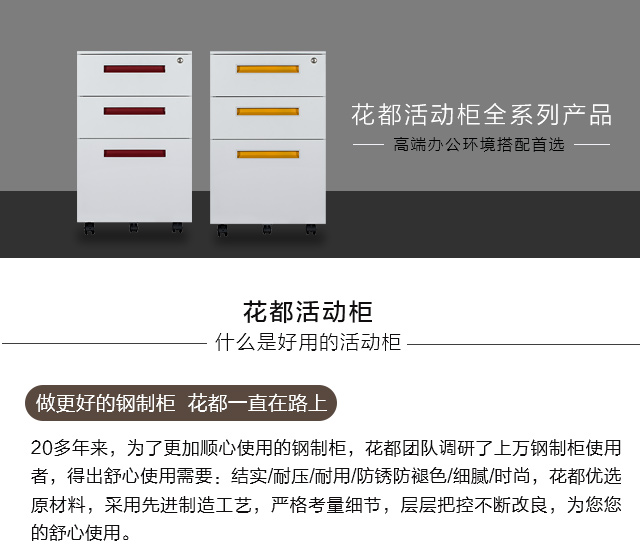 花都活动柜全系列产品
高端办公环境搭配首选
花都活动柜
什么是好用的活动柜
做更好的钢制柜 花都一直在路上
20多年来，为了更加顺心使用的钢制柜，花都团队调研了上万钢制柜使用
者，得出舒心使用需要：结实/耐压/耐用/防锈防褪色/细腻/时尚，花都优选
原材料，采用先进制造工艺，严格考量细节，层层把控不断改良，为您您
的舒心使用。